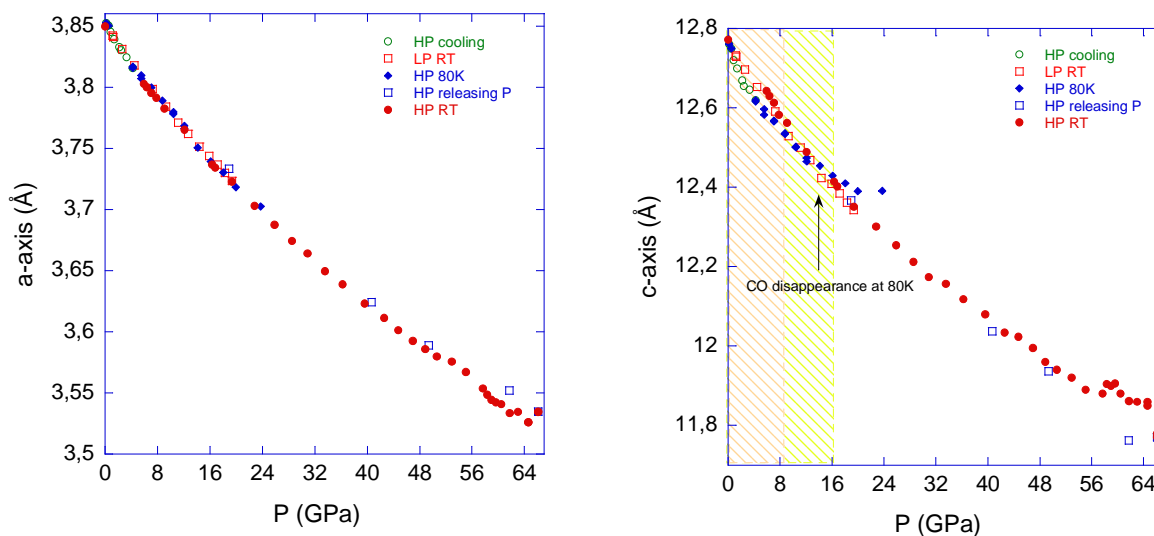 3,85
3,8
3,75
3,7
3,65
3,6
3,55
3,5
a-axis (Å)
0 8 16 24 32 40 48 56 64
P (GPa)
HP cooling
LP RT
HP 80K
HP releasing P
HP RT
12,8
12,6
12,4
12,2
12
11,8
c-axis (Å)
0 8 16 24 32 40 48 56 64
P (GPa)
HP cooling
LP RT
HP 80K
HP releasing P
HP RT
CO disappearance at 80K